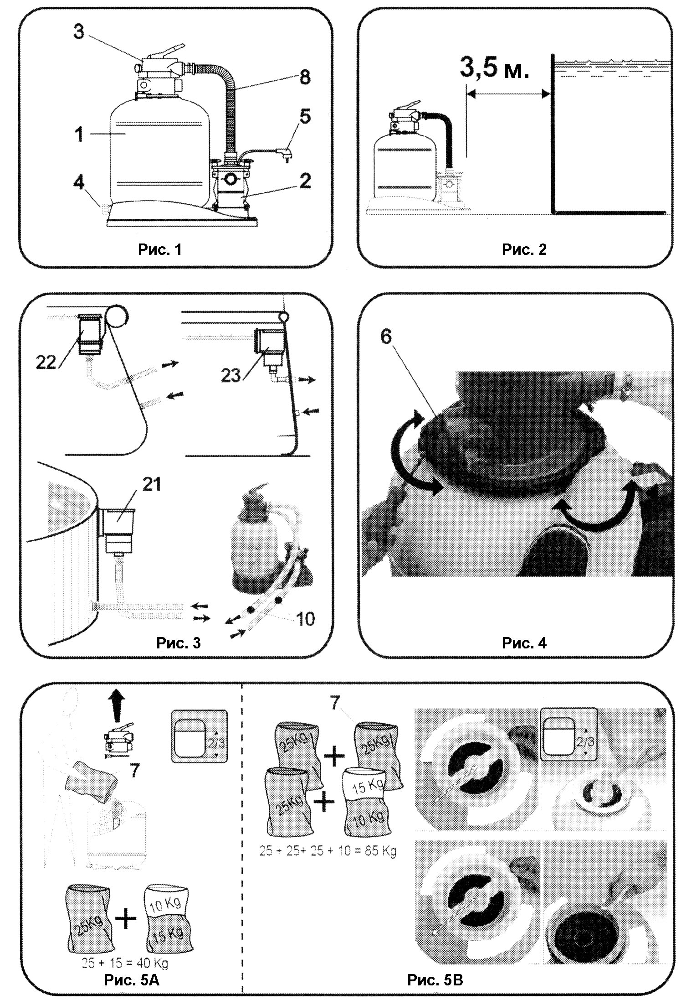 3
8
5
1
4
2
Рис. 1
3,5 м.
Рис. 2
22
23
21
10
Рис. 3
6
Рис. 4
2/3
7
25Kg
+
10 Kg
15 Kg
25 + 15 = 40 Kg
Рис. 5A
7
25Kg
+
25Kg
25Kg
+
15 Kg
10 Kg
25 + 25+ 25 + 10 = 85 Kg
2/3
Рис. 5B